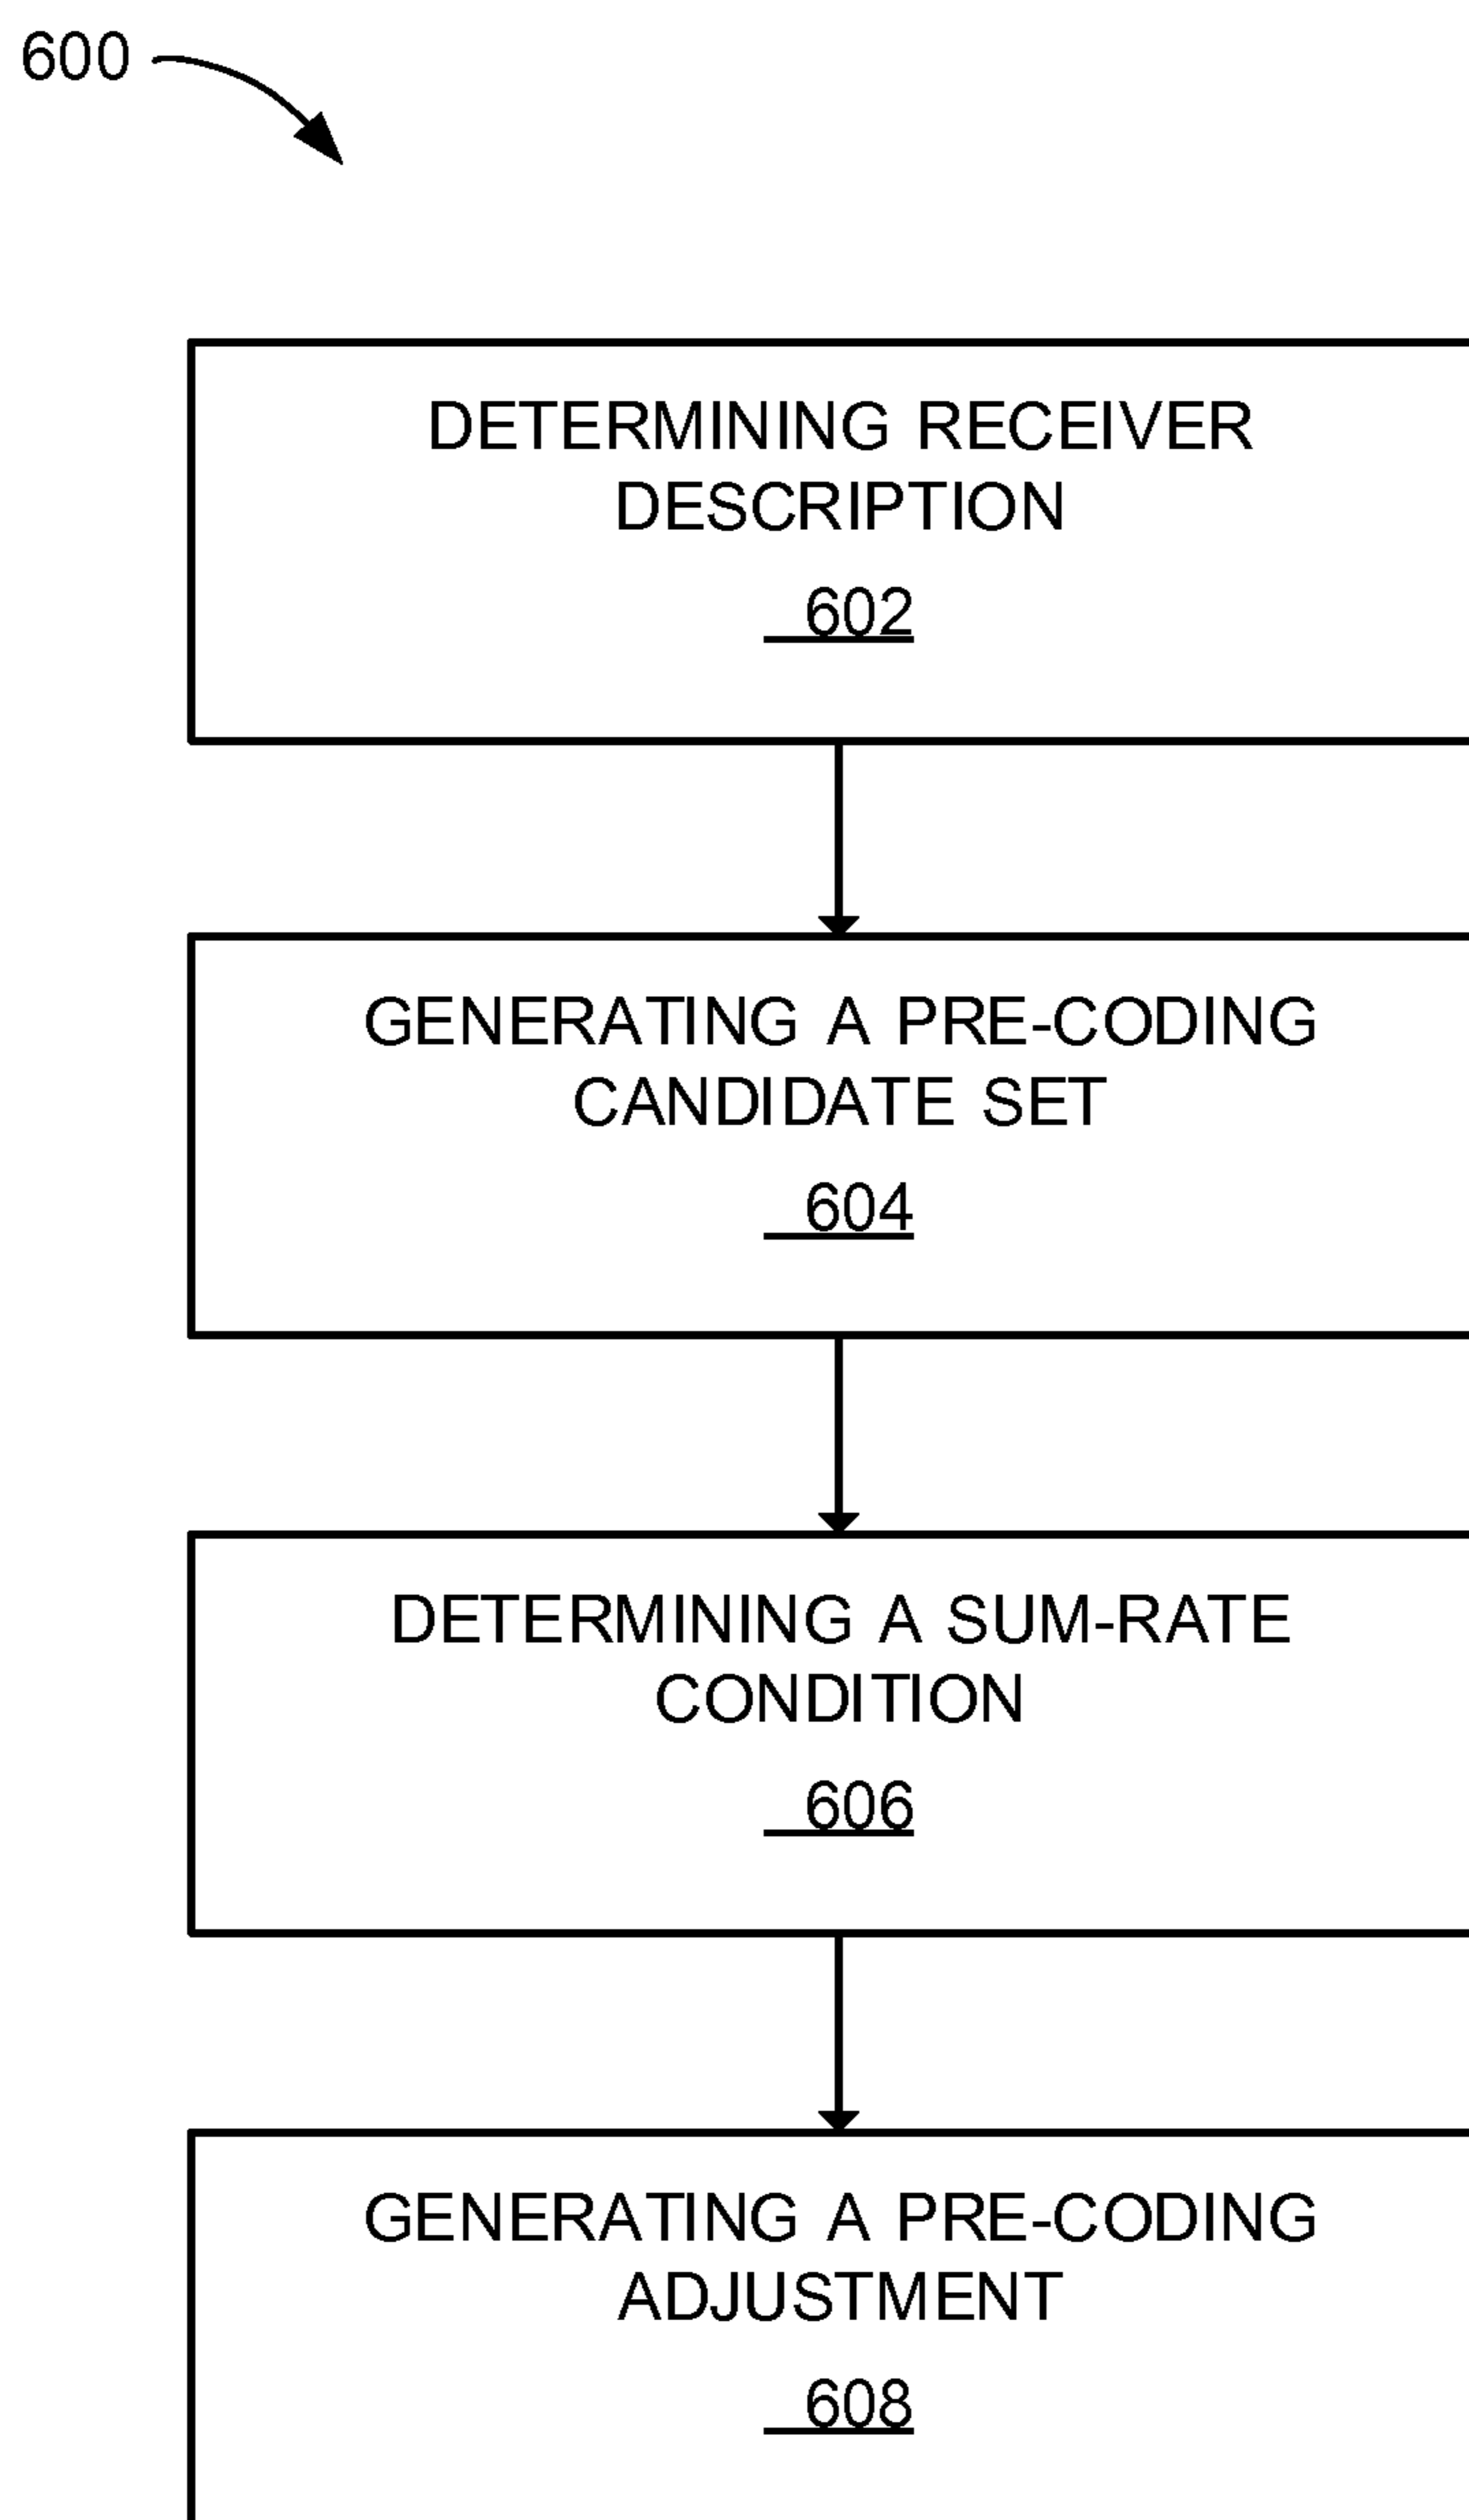 600
DETERMINING RECEIVER
DESCRIPTION
602
GENERATING A PRE-CODING
CANDIDATE SET
604
DETERMINING A SUM-RATE
CONDITION
606
GENERATING A PRE-CODING
ADJUSTMENT
608